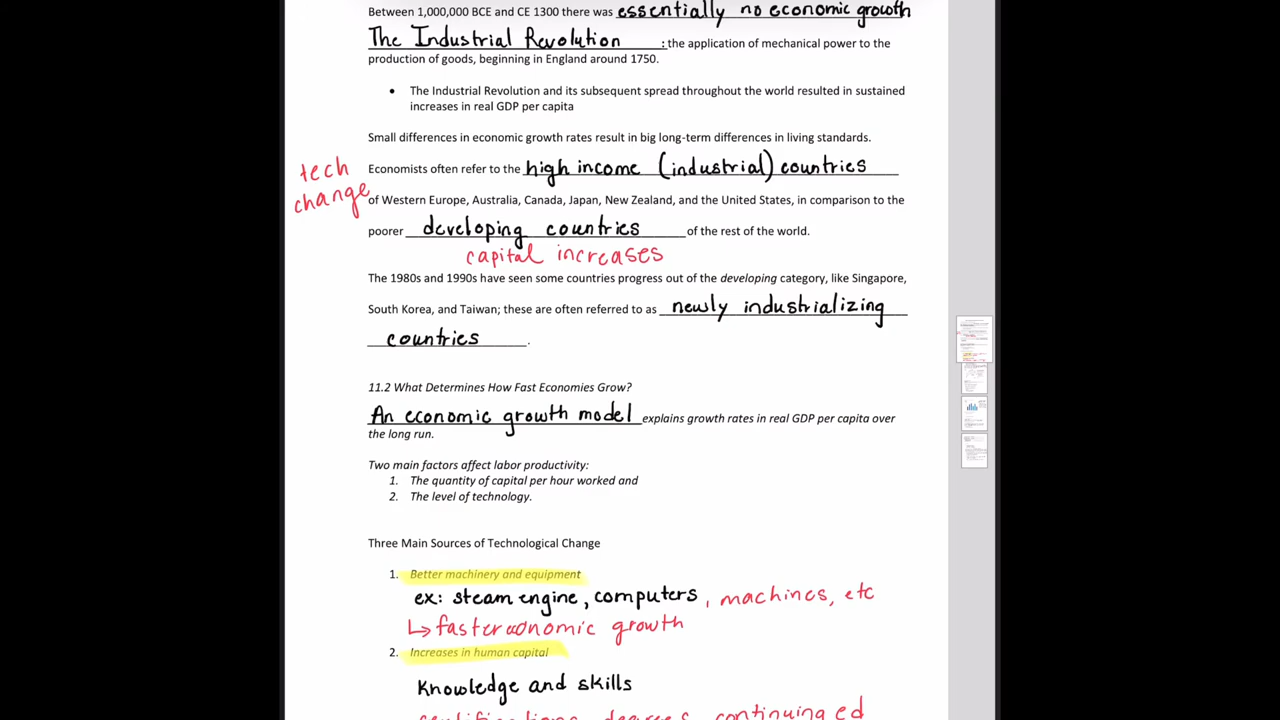 Between 1,000,000 BCE and CE 1300 there was essentially no economic growth
The Industrial Revolution : the application of mechanical power to the
production of goods, beginning in England around 1750.
• The Industrial Revolution and its subsequent spread throughout the world resulted in sustained
increases in real GDP per capita
Small differences in economic growth rates result in big long-term differences in living standards.
tech
change
Economists often refer to the high income (industrial) countries
of Western Europe, Australia, Canada, Japan, New Zealand, and the United States, in comparison to the
poorer developing countries of the rest of the world.
capital increases
The 1980s and 1990s have seen some countries progress out of the developing category, like Singapore,
South Korea, and Taiwan; these are often referred to as newly industrializing
countries .
11.2 What Determines How Fast Economies Grow?
An economic growth model explains growth rates in real GDP per capita over
the long run.
Two main factors affect labor productivity:
1. The quantity of capital per hour worked and
2. The level of technology.
Three Main Sources of Technological Change
1. Better machinery and equipment
ex: steam engine, computers, machines, etc
↳ faster economic growth
2. Increases in human capital
Knowledge and skills
certifications, degrees, continuing ed